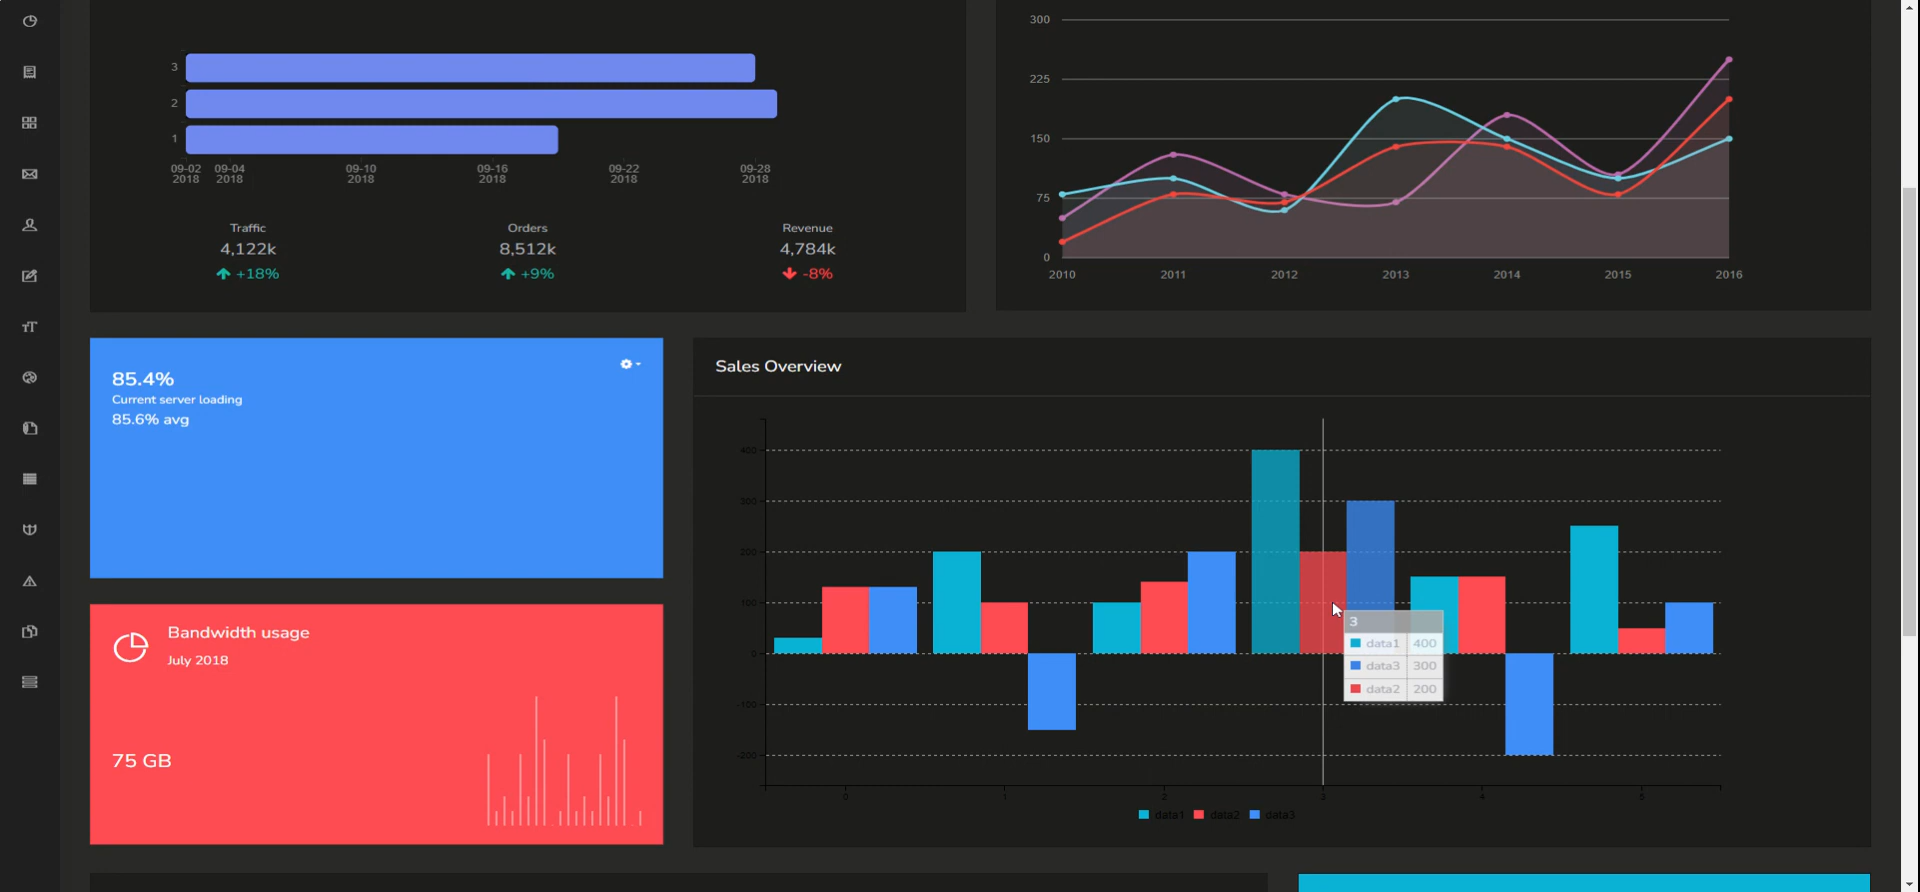 3
2
1
09-02 09-04 09-10 09-16 09-22 09-28
2018 2018 2018 2018 2018 2018
Traffic Orders Revenue
4,122k 8,512k 4,784k
+18% +9% -8%
300
225
150
75
0
2010 2011 2012 2013 2014 2015 2016
85.4%
Current server loading
85.6% avg
Bandwidth usage
July 2018
75 GB
Sales Overview
400
300
200
100
0
-100
-200
0 1 2 3 4 5
3
data1 400
data3 300
data2 200
data1 data2 data3
TT